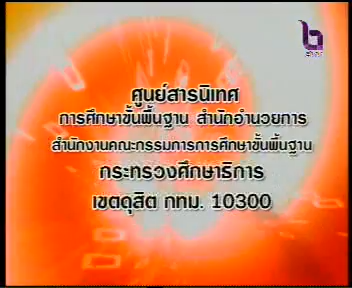 ๒
ศูนย์สารนิเทศ
การศึกษาขั้นพื้นฐาน สำนักอำนวยการ
สำนักงานคณะกรรมการการศึกษาขั้นพื้นฐาน
กระทรวงศึกษาธิการ
เขตดุสิต กทม. 10300